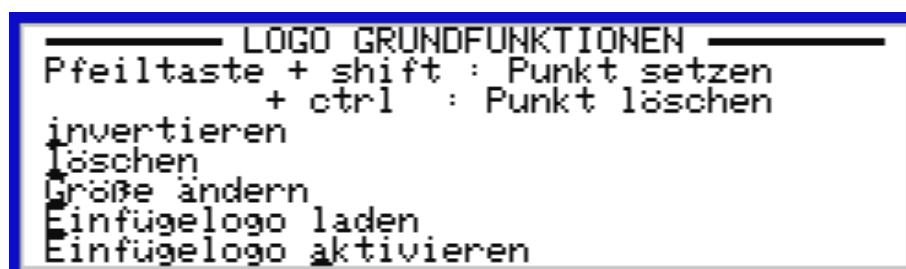 LOGO GRUNDFUNKTIONEN
Pfeiltaste + shift : Punkt setzen
+ ctrl : Punkt löschen
invertieren
löschen
Größe ändern
Einfügelogo laden
Einfügelogo aktivieren